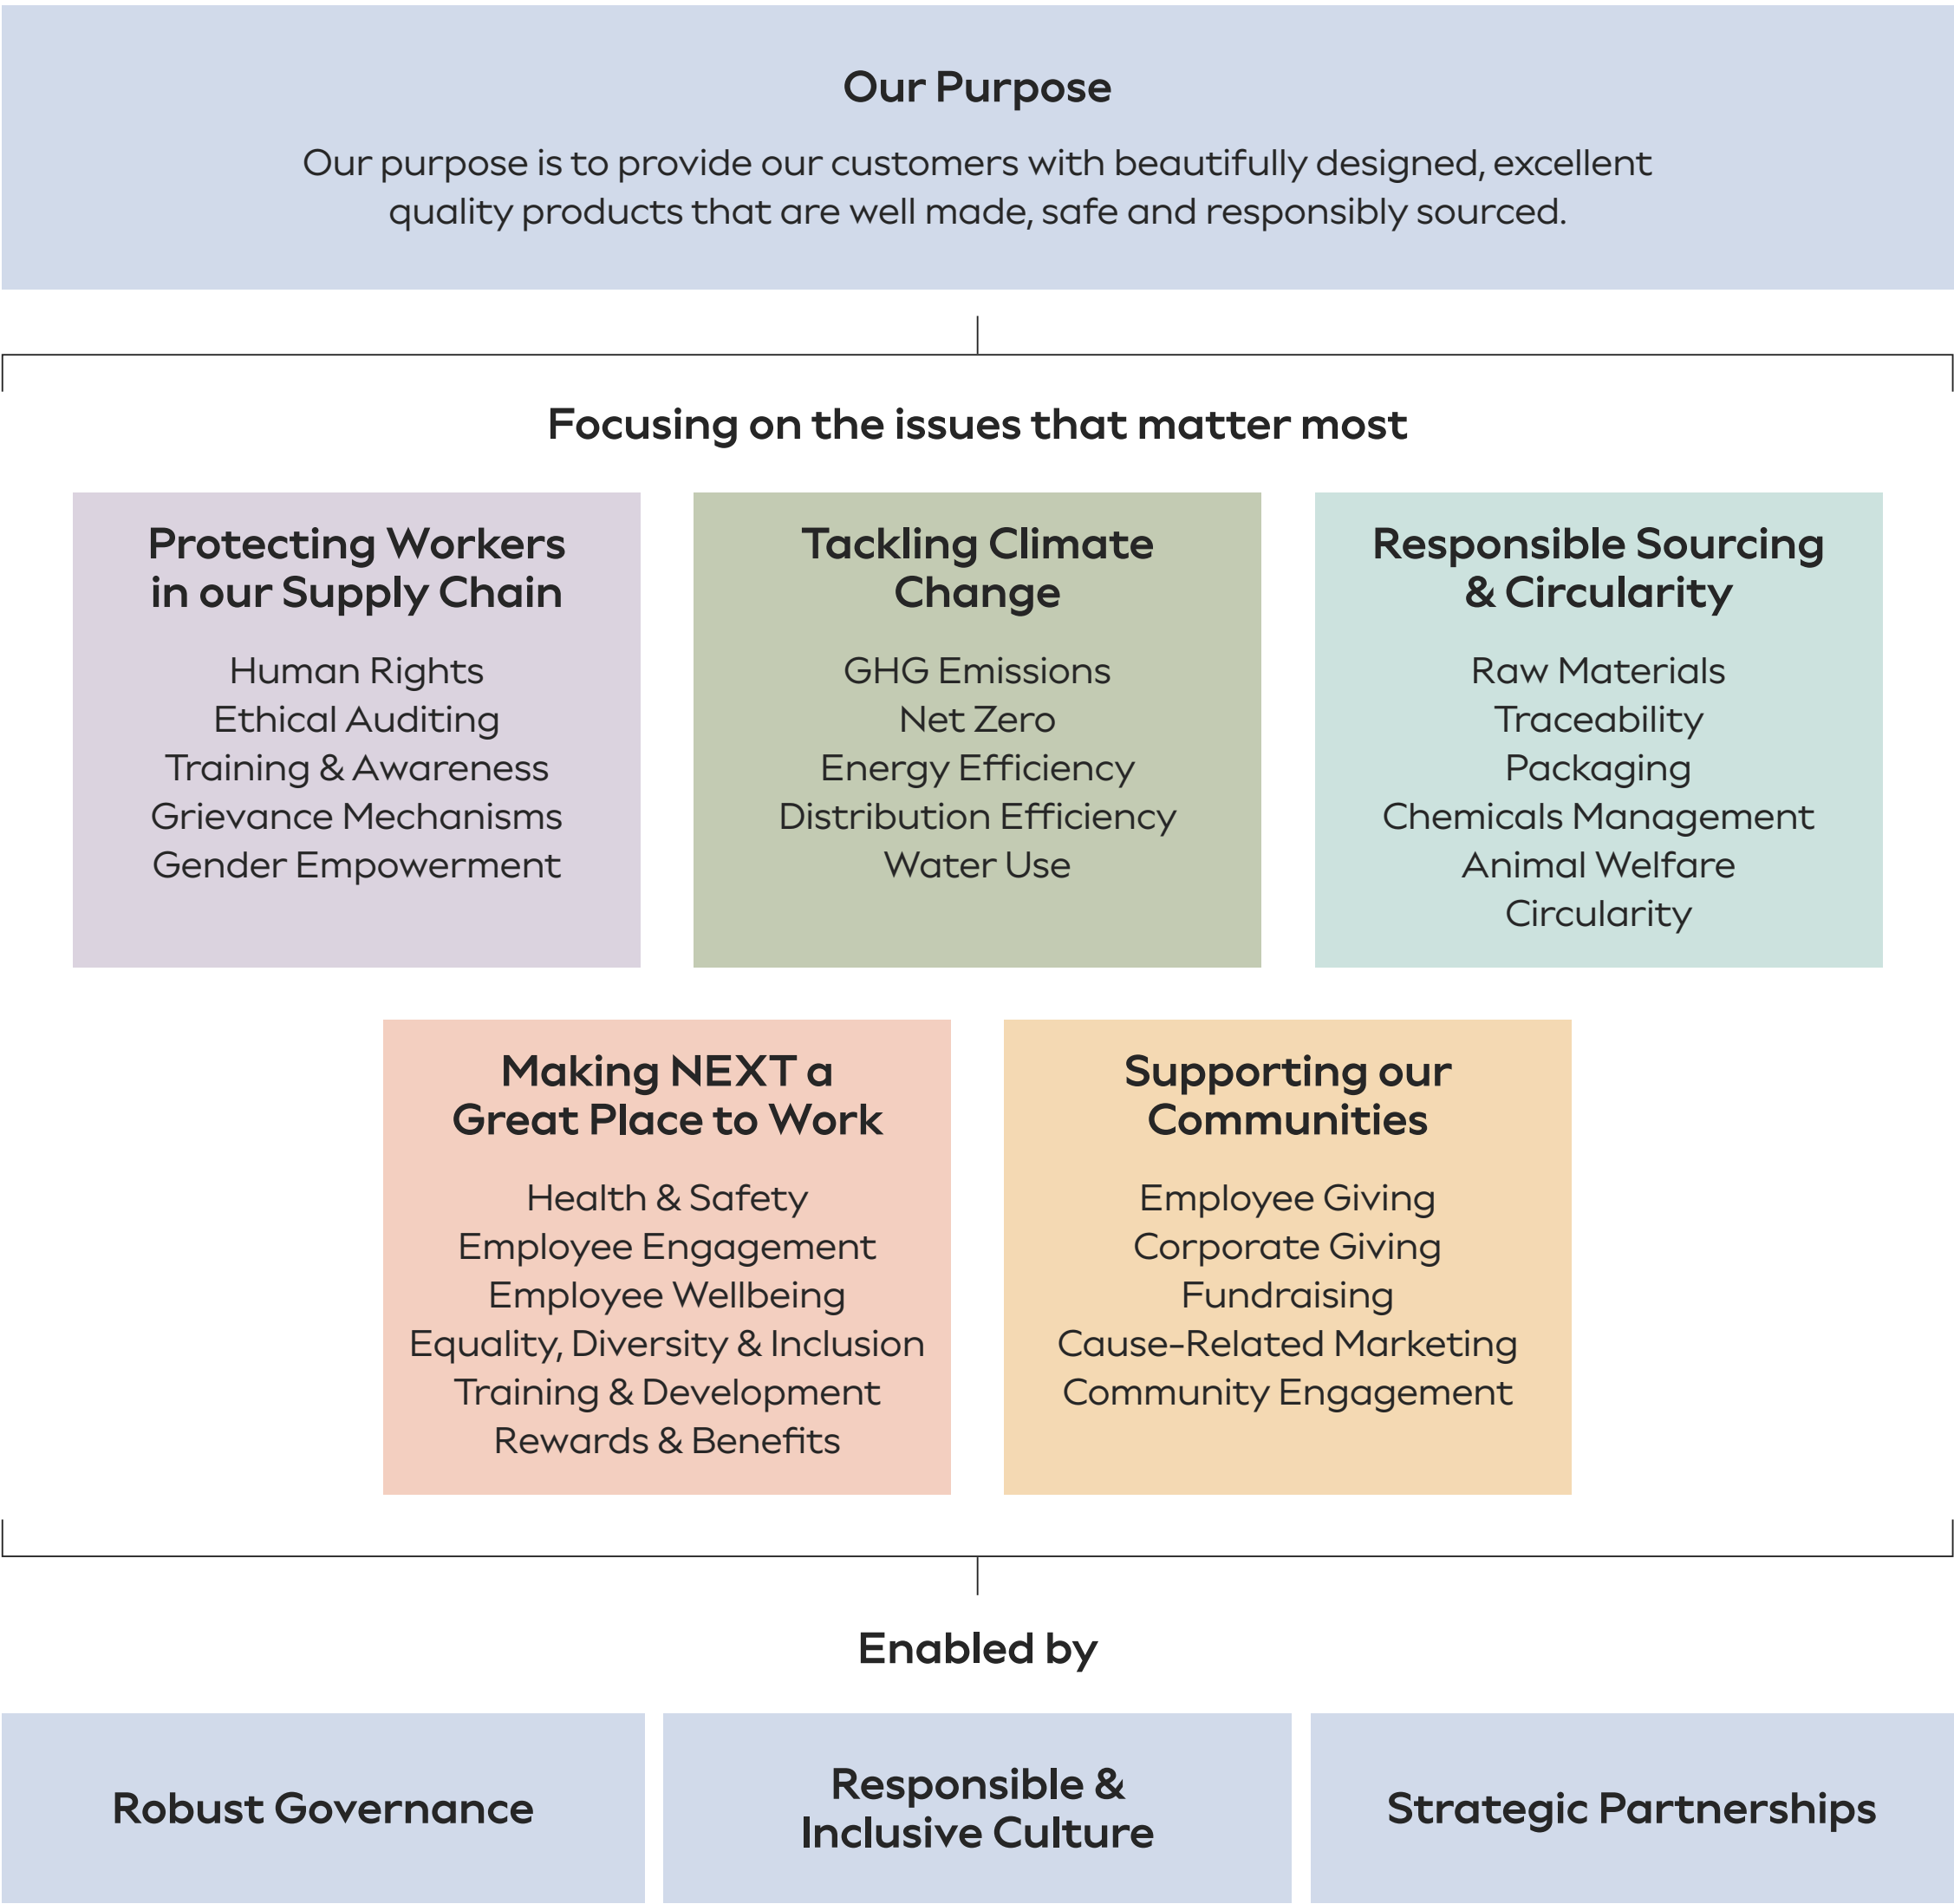 Our Purpose
Our purpose is to provide our customers with beautifully designed, excellent
quality products that are well made, safe and responsibly sourced.
Focusing on the issues that matter most
Protecting Workers
in our Supply Chain
Human Rights
Ethical Auditing
Training & Awareness
Grievance Mechanisms
Gender Empowerment
Tackling Climate
Change
GHG Emissions
Net Zero
Energy Efficiency
Distribution Efficiency
Water Use
Responsible Sourcing
& Circularity
Raw Materials
Traceability
Packaging
Chemicals Management
Animal Welfare
Circularity
Making NEXT a
Great Place to Work
Health & Safety
Employee Engagement
Employee Wellbeing
Equality, Diversity & Inclusion
Training & Development
Rewards & Benefits
Supporting our
Communities
Employee Giving
Corporate Giving
Fundraising
Cause-Related Marketing
Community Engagement
Enabled by
Robust Governance
Responsible &
Inclusive Culture
Strategic Partnerships